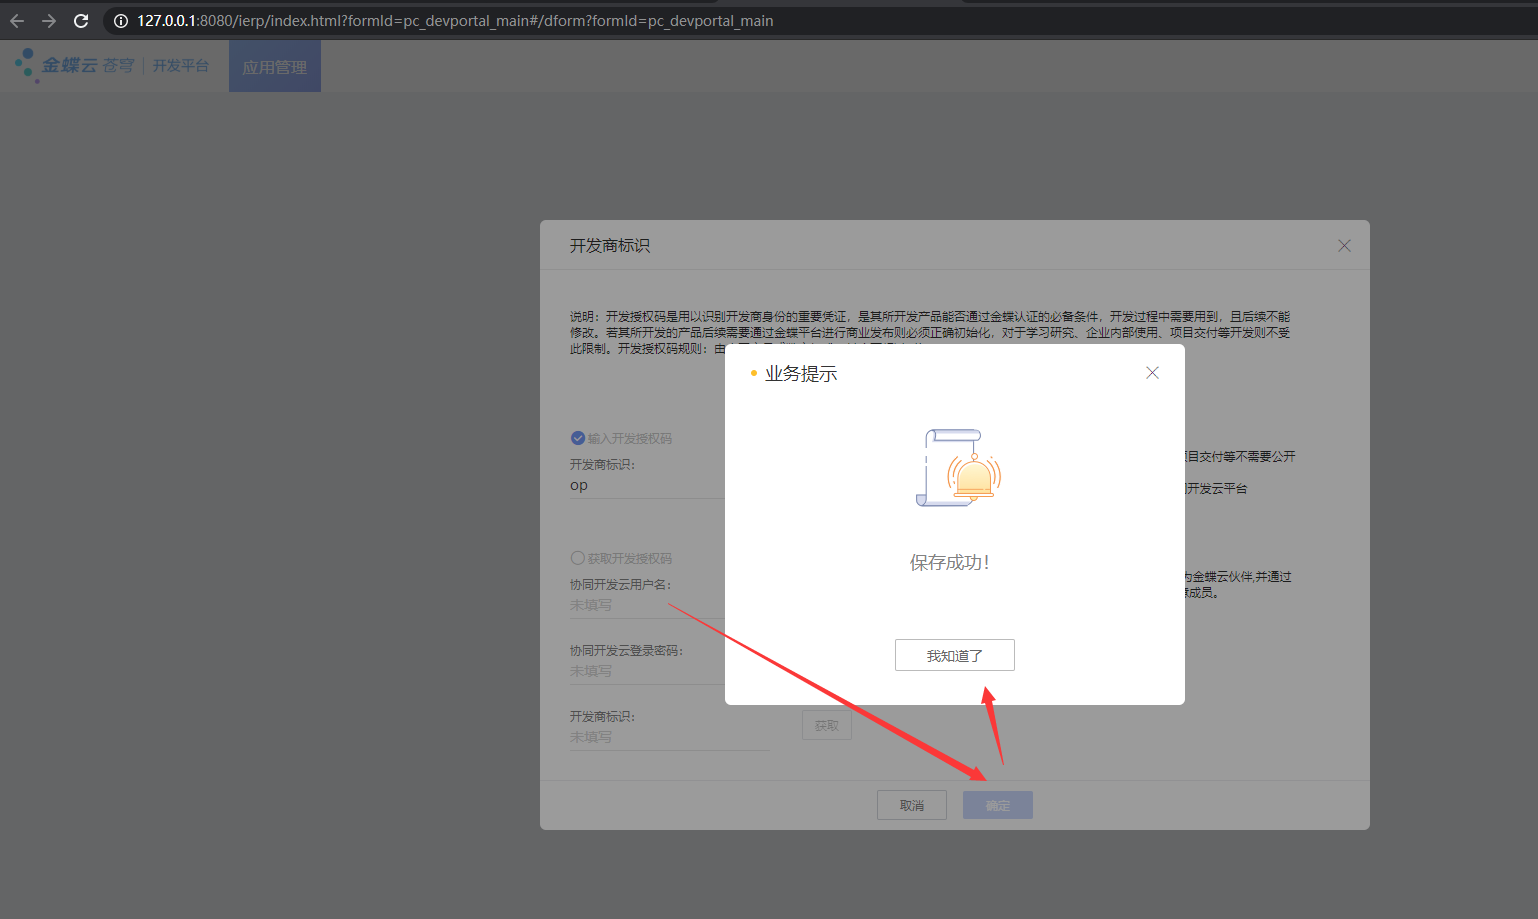 127.0.0.1:8080/ierp/index.html?formId=pc_devportal_main#/dform?formId=pc_devportal_main
金蝶云 苍穹 | 开发平台
应用管理
开发商标识
说明：开发授权码是用以识别开发商身份的重要凭证，是其所开发产品能否通过金蝶认证的必备条件，开发过程中需要用到，且后续不能
修改。若其所开发的产品后续需要通过金蝶平台进行商业发布则必须正确初始化，对于学习研究、企业内部使用、项目交付等开发则不受
此限制。开发授权码规则：由
业务提示
保存成功！
我知道了
输入开发授权码
开发商标识：
op
目交付等不需要公开
开发云平台
获取开发授权码
协同开发云用户名：
未填写
金蝶云伙伴,并通过
成员。
协同开发云登录密码：
未填写
开发商标识：
未填写
获取
取消
确定